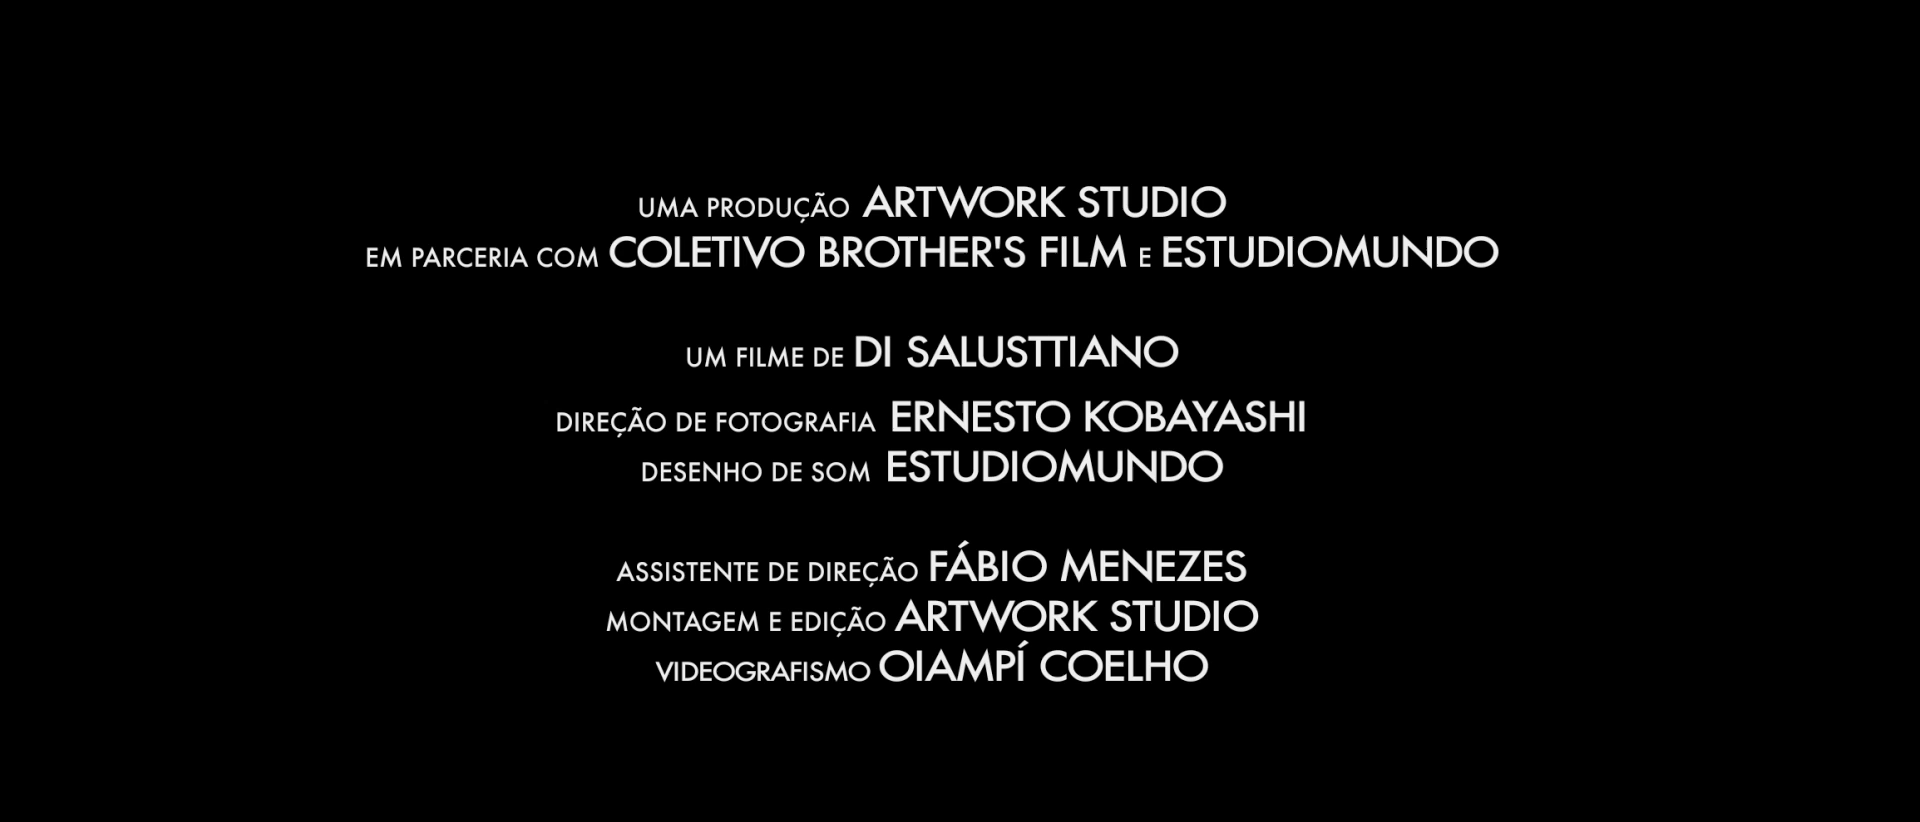 UMA PRODUÇÃO ARTWORK STUDIO
EM PARCERIA COM COLETIVO BROTHER'S FILM E ESTUDIOMUNDO
UM FILME DE DI SALUSTTIANO
DIREÇÃO DE FOTOGRAFIA ERNESTO KOBAYASHI
DESENHO DE SOM ESTUDIOMUNDO
ASSISTENTE DE DIREÇÃO FÁBIO MENEZES
MONTAGEM E EDIÇÃO ARTWORK STUDIO
VIDEOGRAFISMO OIAMPÍ COELHO